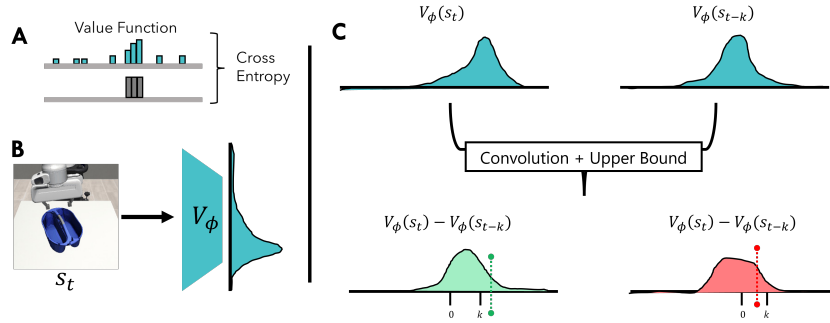 A
Value Function
Cross
Entropy
B
V_ϕ
s_t
C
V_ϕ(s_t)
V_ϕ(s_{t−k})
Convolution + Upper Bound
V_ϕ(s_t) − V_ϕ(s_{t−k})
V_ϕ(s_t) − V_ϕ(s_{t−k})
0 k
0 k